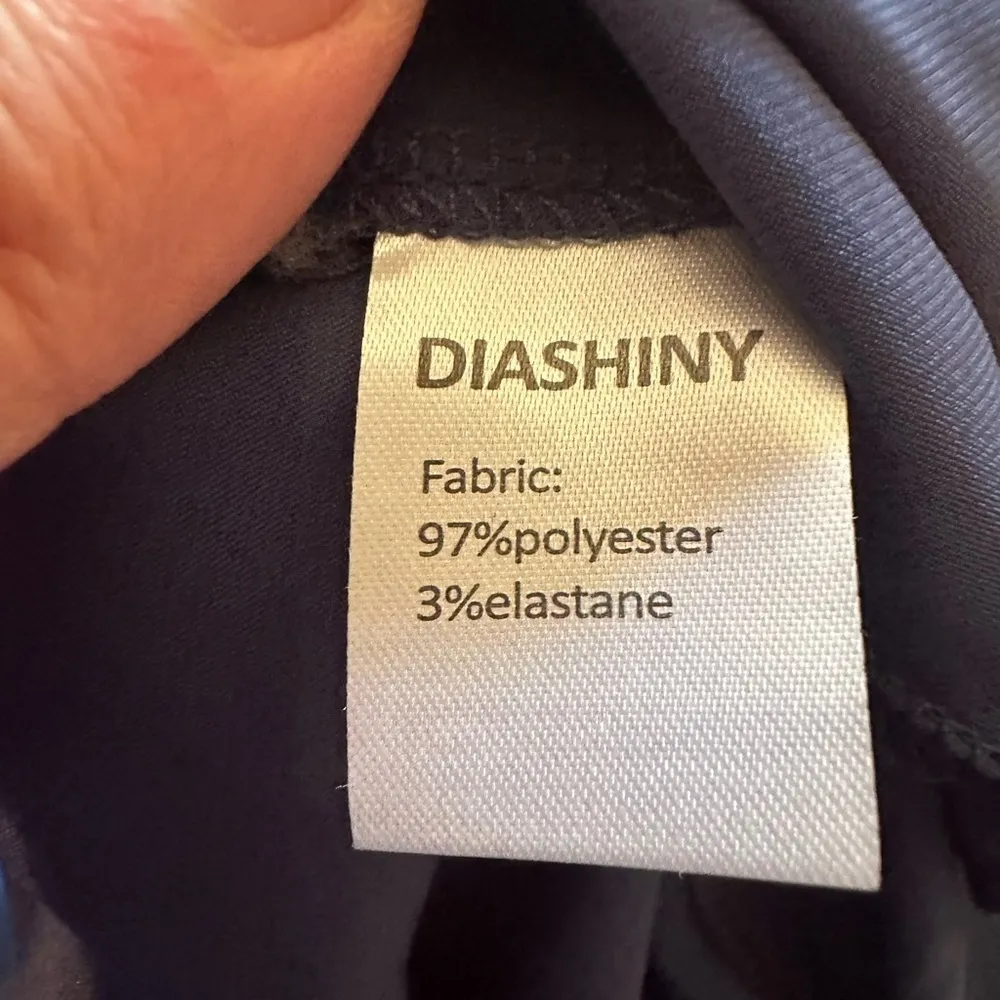 DIASHINY
Fabric:
97%polyester
3%elastane